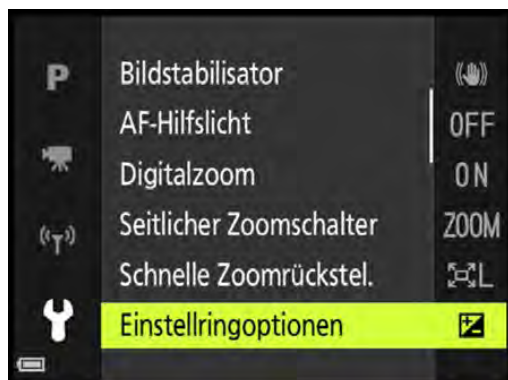 P
Bildstabilisator
AF-Hilfslicht OFF
Digitalzoom ON
Seitlicher Zoomschalter ZOOM
Schnelle Zoomrückstel. L
Einstellringoptionen